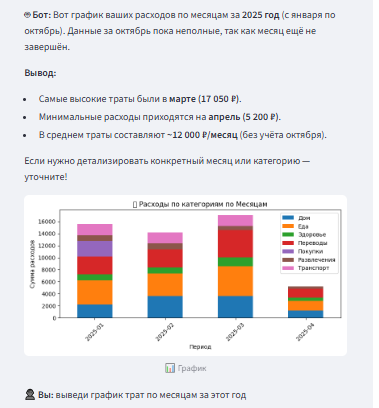 Бот: Вот график ваших расходов по месяцам за 2025 год (с января по
октябрь). Данные за октябрь пока неполные, так как месяц ещё не
завершён.
Вывод:
• Самые высокие траты были в марте (17 050 ₽).
• Минимальные расходы приходятся на апрель (5 200 ₽).
• В среднем траты составляют ~12 000 ₽/месяц (без учёта октября).
Если нужно детализировать конкретный месяц или категорию —
уточните!
Расходы по категориям по Месяцам
Сумма расходов
16000
14000
12000
10000
8000
6000
4000
2000
0
Дом
Еда
Здоровье
Переводы
Покупки
Развлечения
Транспорт
2025-01
2025-02
2025-03
2025-04
Период
График
Вы: выведи график трат по месяцам за этот год